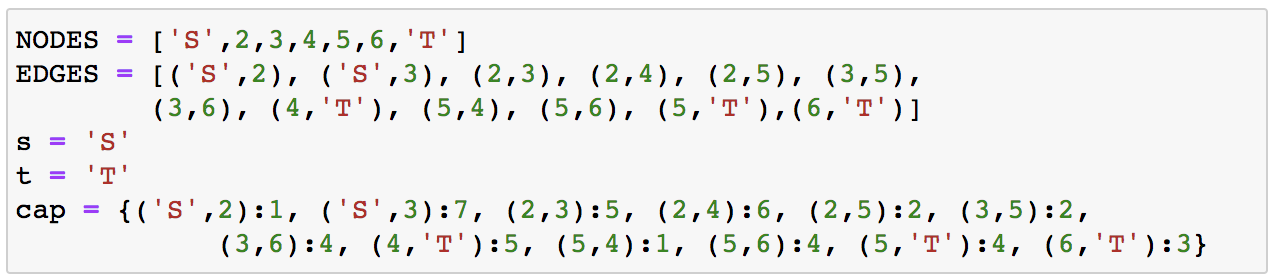 NODES = ['S',2,3,4,5,6,'T']
EDGES = [('S',2), ('S',3), (2,3), (2,4), (2,5), (3,5),
(3,6), (4,'T'), (5,4), (5,6), (5,'T'),(6,'T')]
s = 'S'
t = 'T'
cap = {('S',2):1, ('S',3):7, (2,3):5, (2,4):6, (2,5):2, (3,5):2,
(3,6):4, (4,'T'):5, (5,4):1, (5,6):4, (5,'T'):4, (6,'T'):3}